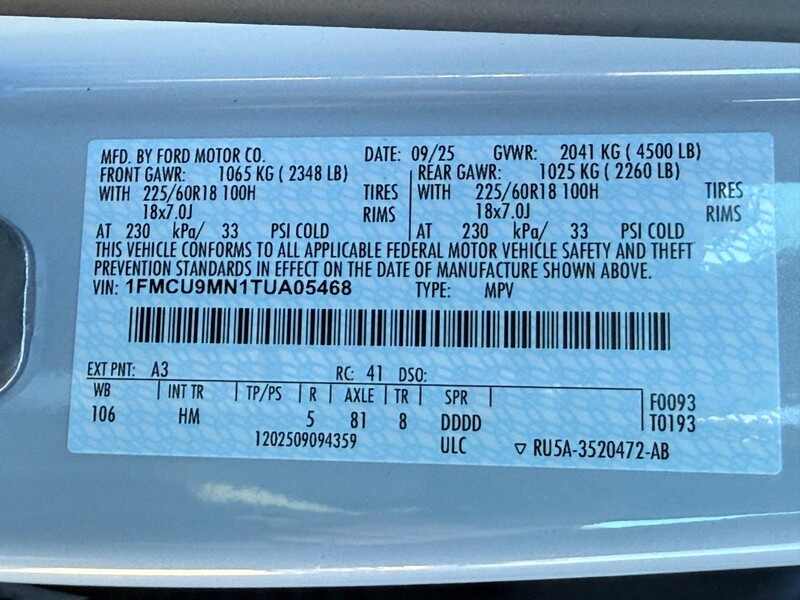 MFD. BY FORD MOTOR CO. DATE: 09/25 GVWR: 2041 KG ( 4500 LB)
FRONT GAWR: 1065 KG ( 2348 LB) REAR GAWR: 1025 KG ( 2260 LB)
WITH 225/60R18 100H TIRES WITH 225/60R18 100H TIRES
18x7.0J RIMS 18x7.0J RIMS
AT 230 kPa/ 33 PSI COLD AT 230 kPa/ 33 PSI COLD
THIS VEHICLE CONFORMS TO ALL APPLICABLE FEDERAL MOTOR VEHICLE SAFETY AND THEFT
PREVENTION STANDARDS IN EFFECT ON THE DATE OF MANUFACTURE SHOWN ABOVE.
VIN: 1FMCU9MN1TUA05468 TYPE: MPV
EXT PNT: A3 RC: 41 DSO:
WB INT TR TP/PS R AXLE TR SPR F0093
106 HM 5 81 8 DDDD T0193
1202509094359 ULC ▽ RU5A-3520472-AB